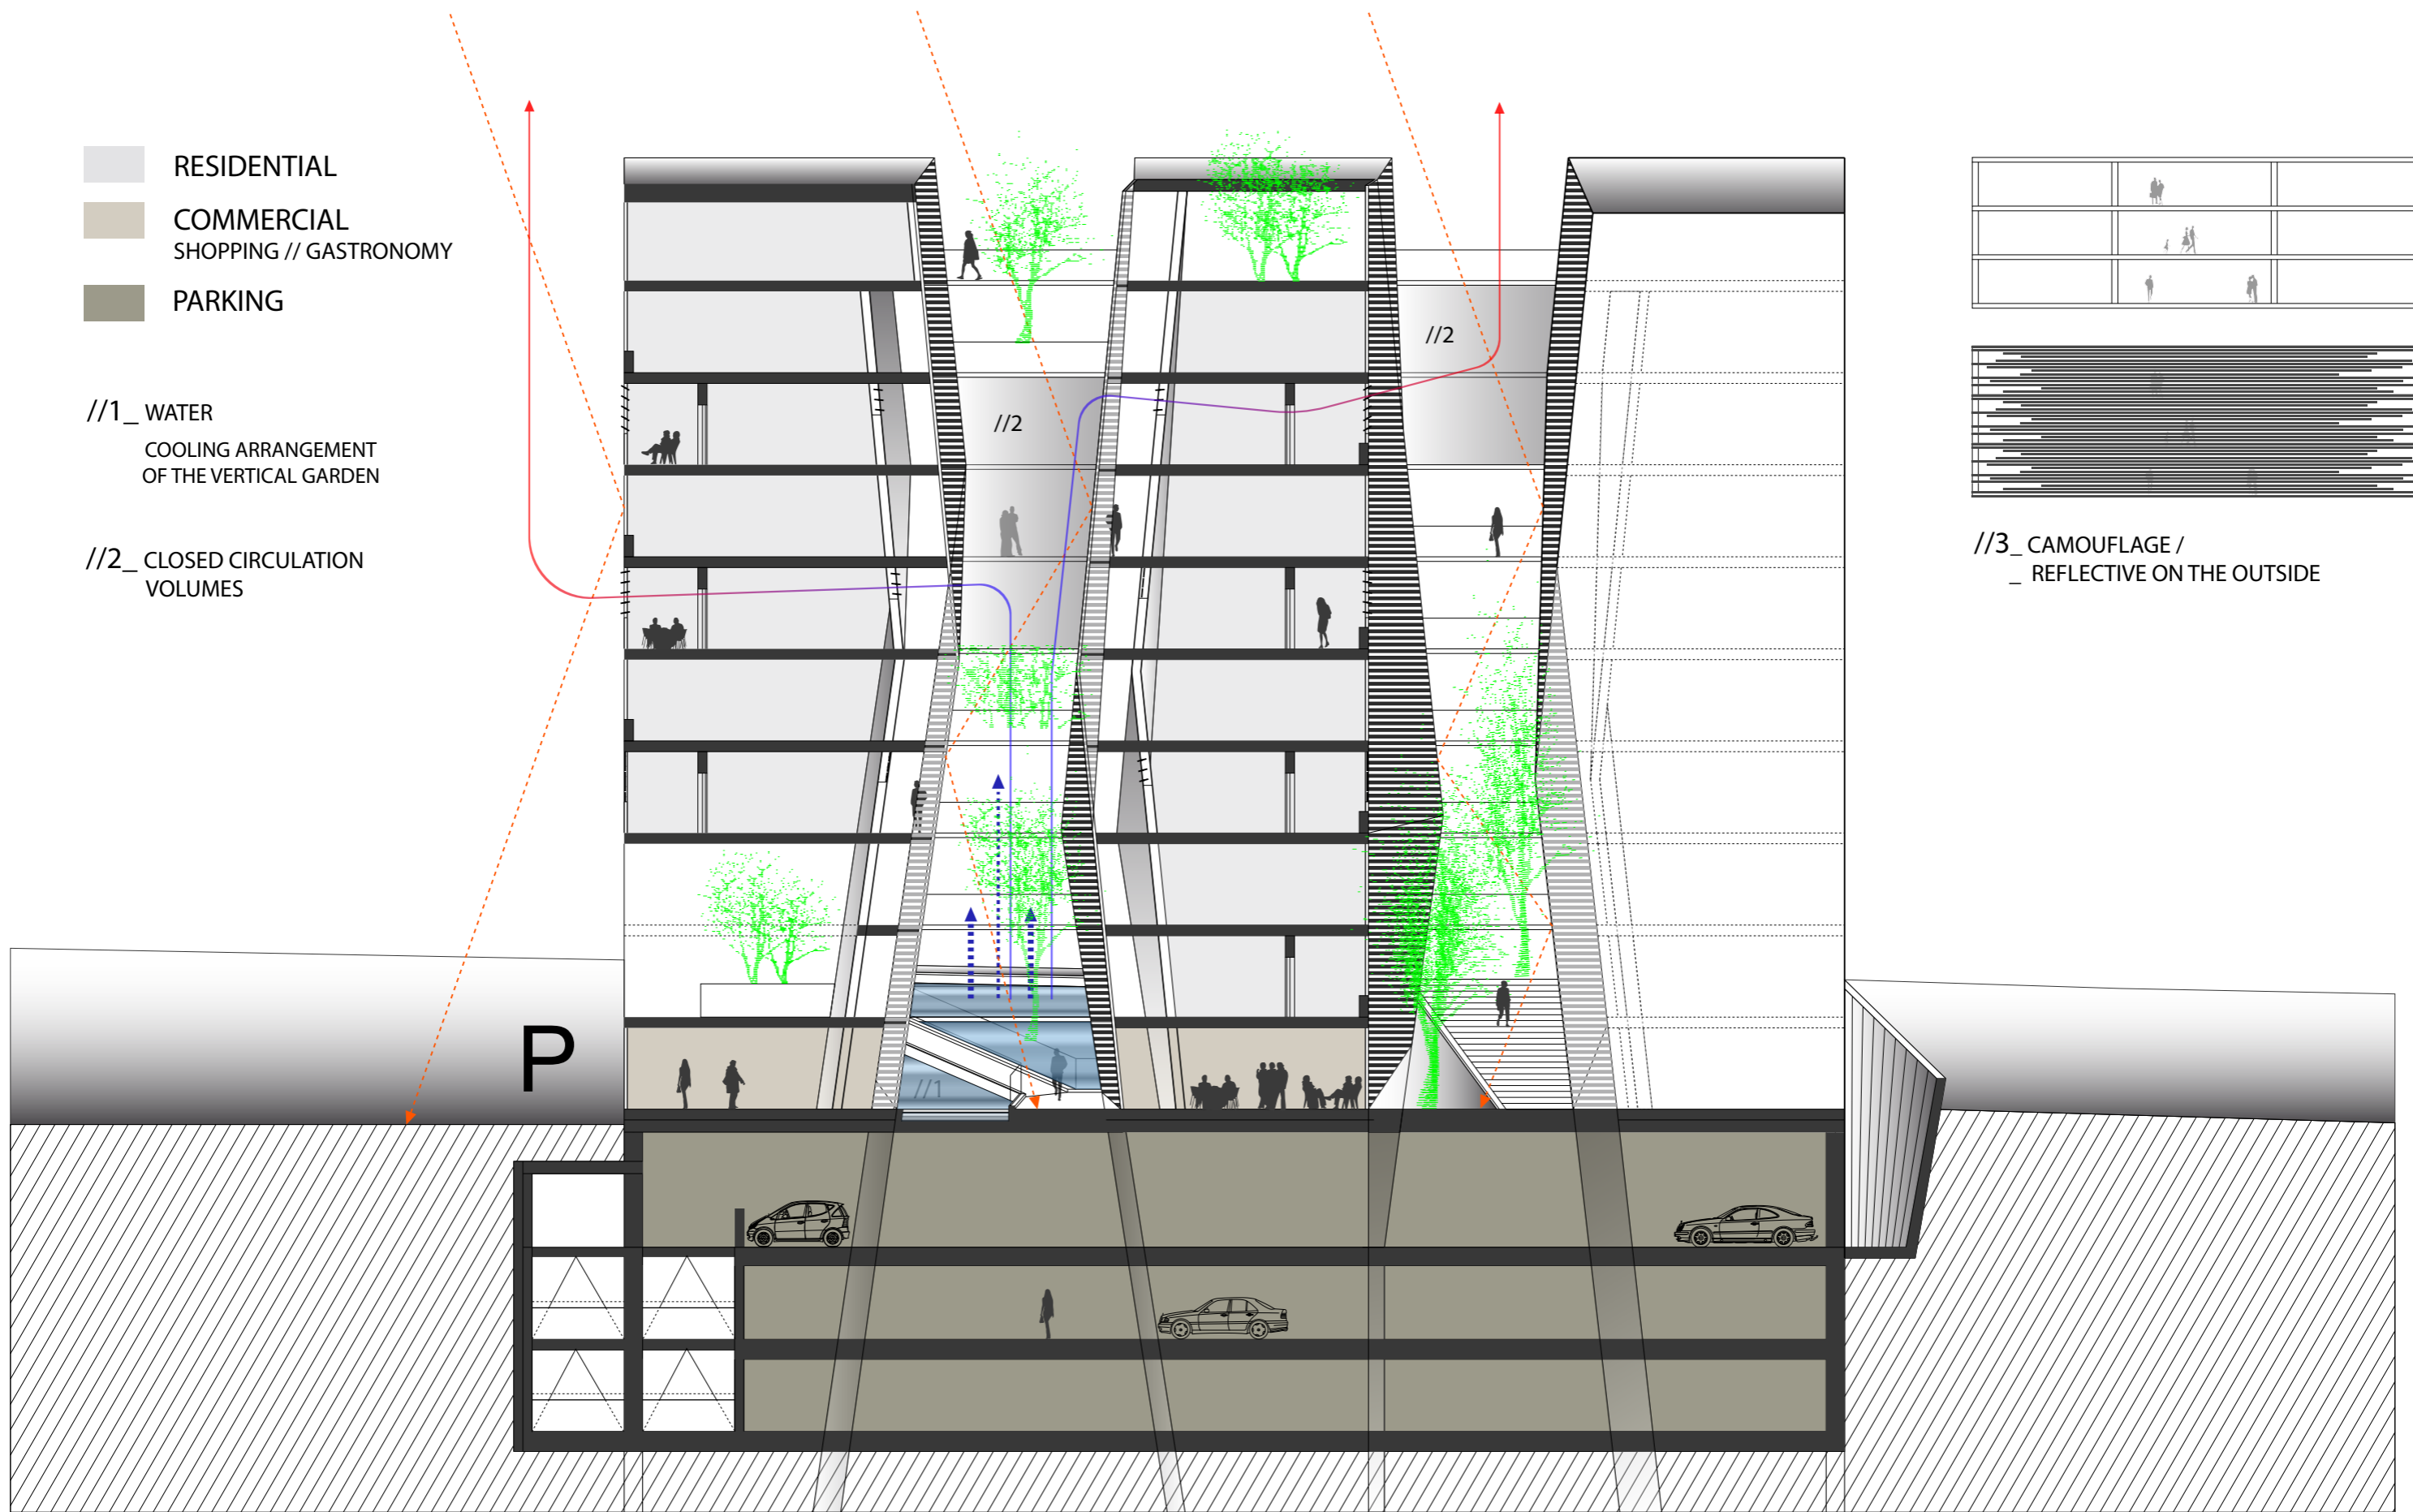 RESIDENTIAL
COMMERCIAL
SHOPPING // GASTRONOMY
PARKING
//1_ WATER
COOLING ARRANGEMENT
OF THE VERTICAL GARDEN
//2_ CLOSED CIRCULATION
VOLUMES
//2
//2
//3_ CAMOUFLAGE /
_ REFLECTIVE ON THE OUTSIDE
P
//1